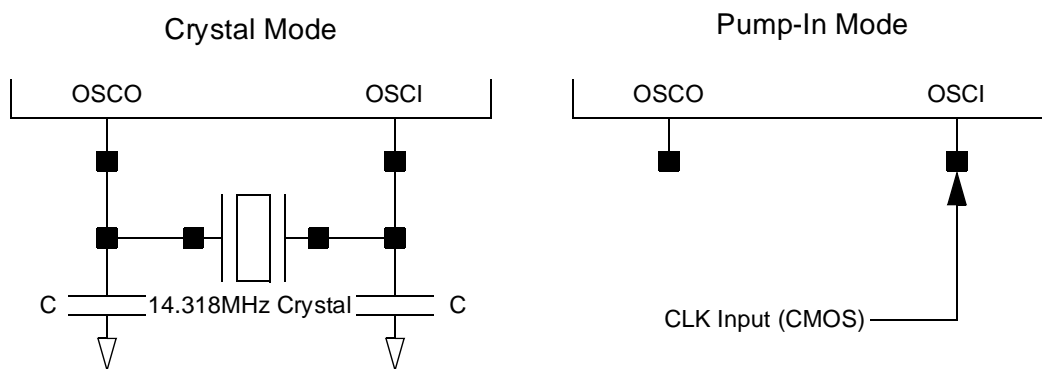 Crystal Mode
Pump-In Mode
OSCO
OSCI
OSCO
OSCI
C
14.318MHz Crystal
C
CLK Input (CMOS)